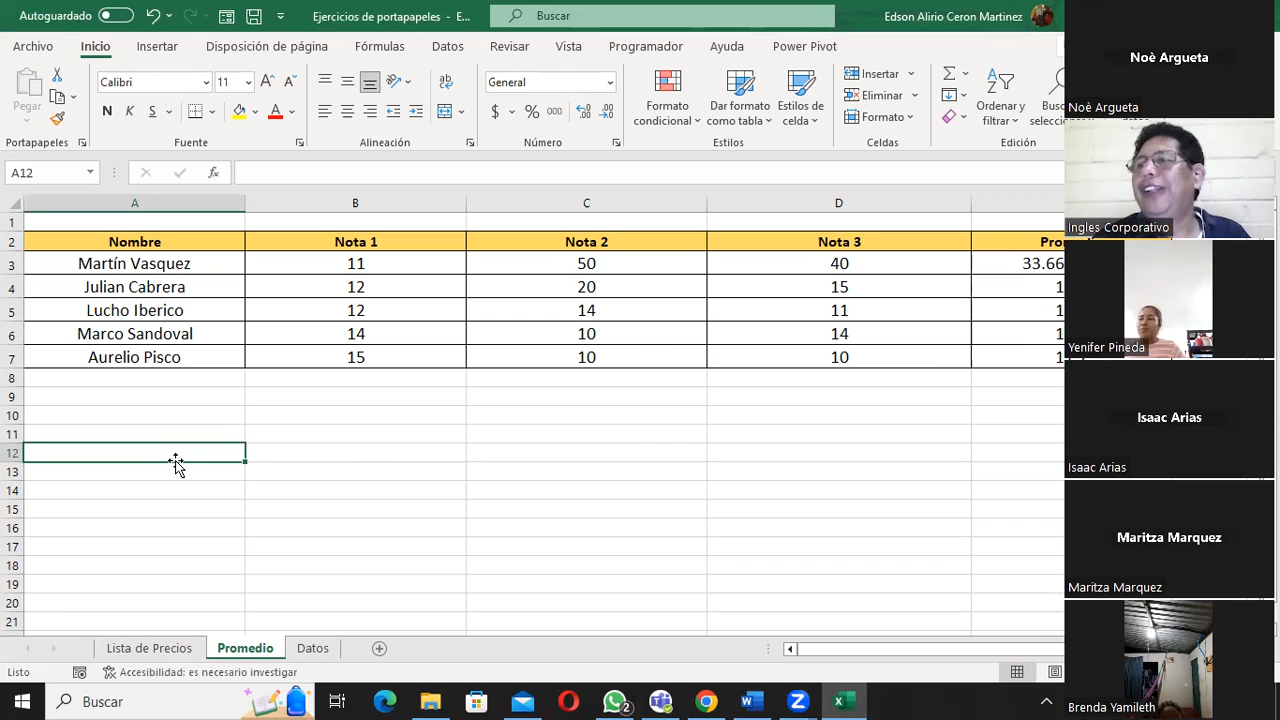 Autoguardado
Ejercicios de portapapeles - E...
Buscar
Edson Alirio Ceron Martinez
Archivo Inicio Insertar Disposición de página Fórmulas Datos Revisar Vista Programador Ayuda Power Pivot
Pegar
Calibri 11
N K S
General
$ % 000
Formato condicional
Dar formato como tabla
Estilos de celda
Insertar
Eliminar
Formato
Ordenar y filtrar
Portapapeles Fuente Alineación Número Estilos Celdas Edición
A12 fx
A B C D
1
2 Nombre Nota 1 Nota 2 Nota 3
3 Martín Vasquez 11 50 40 33.66
4 Julian Cabrera 12 20 15 1
5 Lucho Iberico 12 14 11 1
6 Marco Sandoval 14 10 14 1
7 Aurelio Pisco 15 10 10 1
8
9
10
11
12
13
14
15
16
17
18
19
20
21
Lista de Precios Promedio Datos
Listo Accesibilidad: es necesario investigar
Buscar
2
Noè Argueta
Noè Argueta
Ingles Corporativo
Yenifer Pineda
Isaac Arias
Isaac Arias
Maritza Marquez
Maritza Marquez
Brenda Yamileth